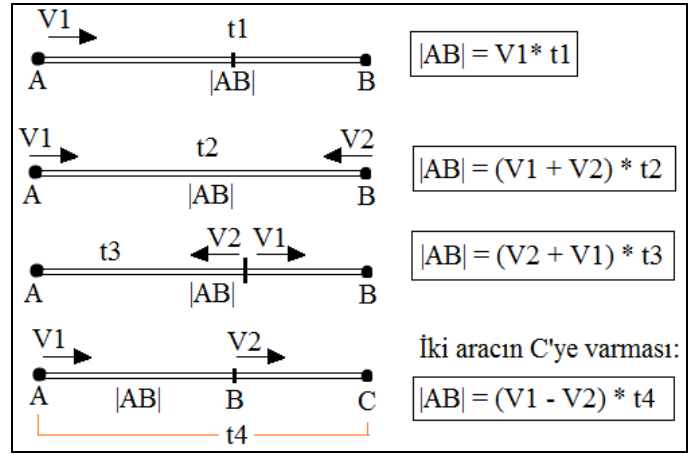 V1 t1
A |AB| B
|AB| = V1* t1
V1 t2 V2
A |AB| B
|AB| = (V1 + V2) * t2
t3 V2 V1
A |AB| B
|AB| = (V2 + V1) * t3
V1 V2
A |AB| B C
t4
İki aracın C'ye varması:
|AB| = (V1 - V2) * t4